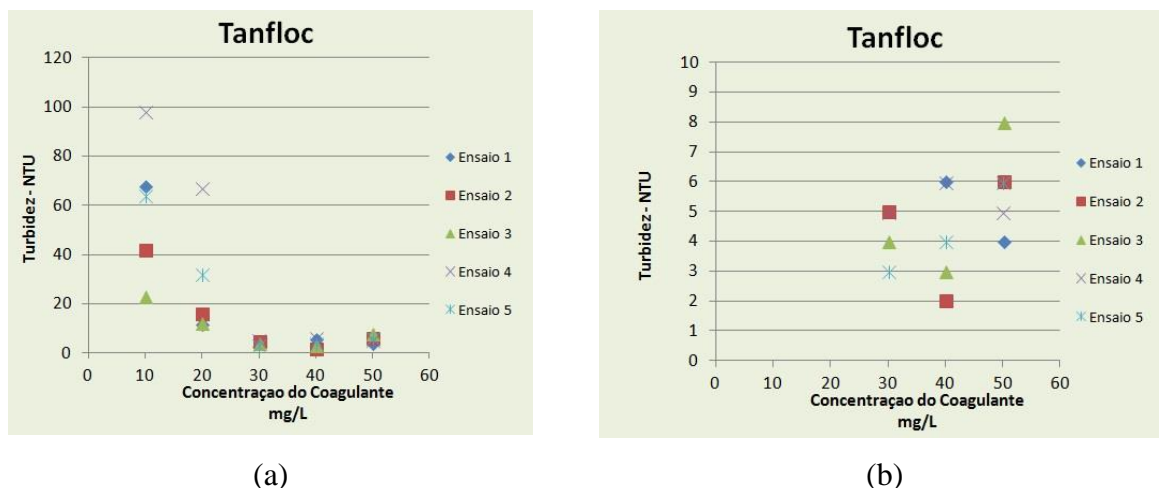 Tanfloc
120
100
80
60
40
20
0
Turbidez - NTU
0 10 20 30 40 50 60
Concentraçao do Coagulante
mg/L
Ensaio 1
Ensaio 2
Ensaio 3
Ensaio 4
Ensaio 5
(a)
Tanfloc
10
9
8
7
6
5
4
3
2
1
0
Turbidez - NTU
0 10 20 30 40 50 60
Concentraçao do Coagulante
mg/L
Ensaio 1
Ensaio 2
Ensaio 3
Ensaio 4
Ensaio 5
(b)